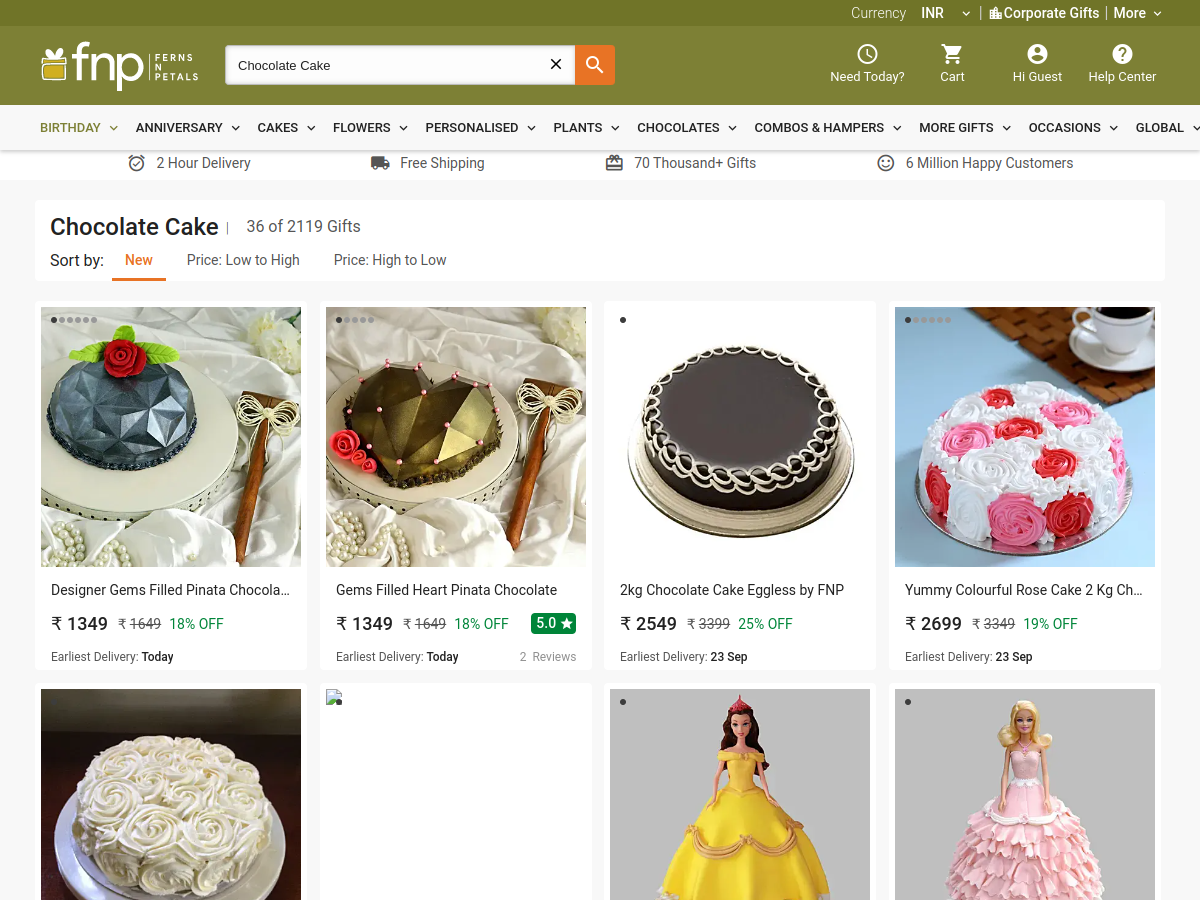 Currency INR | Corporate Gifts | More
fnp FERNS N PETALS
Chocolate Cake
Need Today? Cart Hi Guest Help Center
BIRTHDAY ANNIVERSARY CAKES FLOWERS PERSONALISED PLANTS CHOCOLATES COMBOS & HAMPERS MORE GIFTS OCCASIONS GLOBAL
2 Hour Delivery Free Shipping 70 Thousand+ Gifts 6 Million Happy Customers
Chocolate Cake | 36 of 2119 Gifts
Sort by: New Price: Low to High Price: High to Low
Designer Gems Filled Pinata Chocola...
₹ 1349 ₹ 1649 18% OFF
Earliest Delivery: Today
Gems Filled Heart Pinata Chocolate
₹ 1349 ₹ 1649 18% OFF 5.0 ★
Earliest Delivery: Today 2 Reviews
2kg Chocolate Cake Eggless by FNP
₹ 2549 ₹ 3399 25% OFF
Earliest Delivery: 23 Sep
Yummy Colourful Rose Cake 2 Kg Ch...
₹ 2699 ₹ 3349 19% OFF
Earliest Delivery: 23 Sep